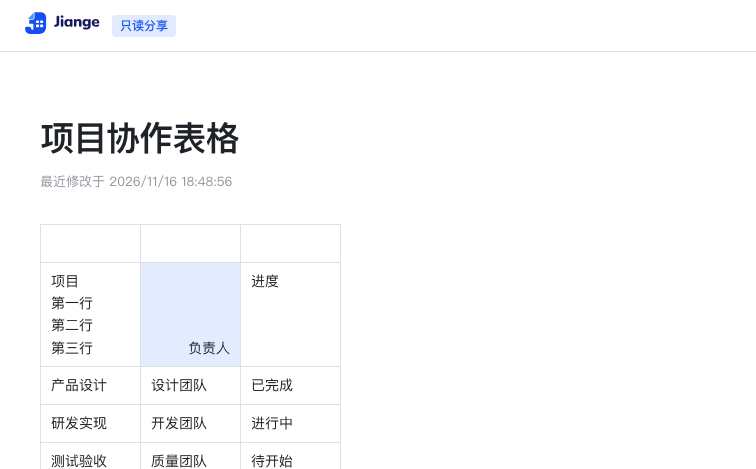 Jiange 只读分享
项目协作表格
最近修改于 2026/11/16 18:48:56
项目 进度
第一行
第二行
第三行 负责人
产品设计 设计团队 已完成
研发实现 开发团队 进行中
测试验收 质量团队 待开始